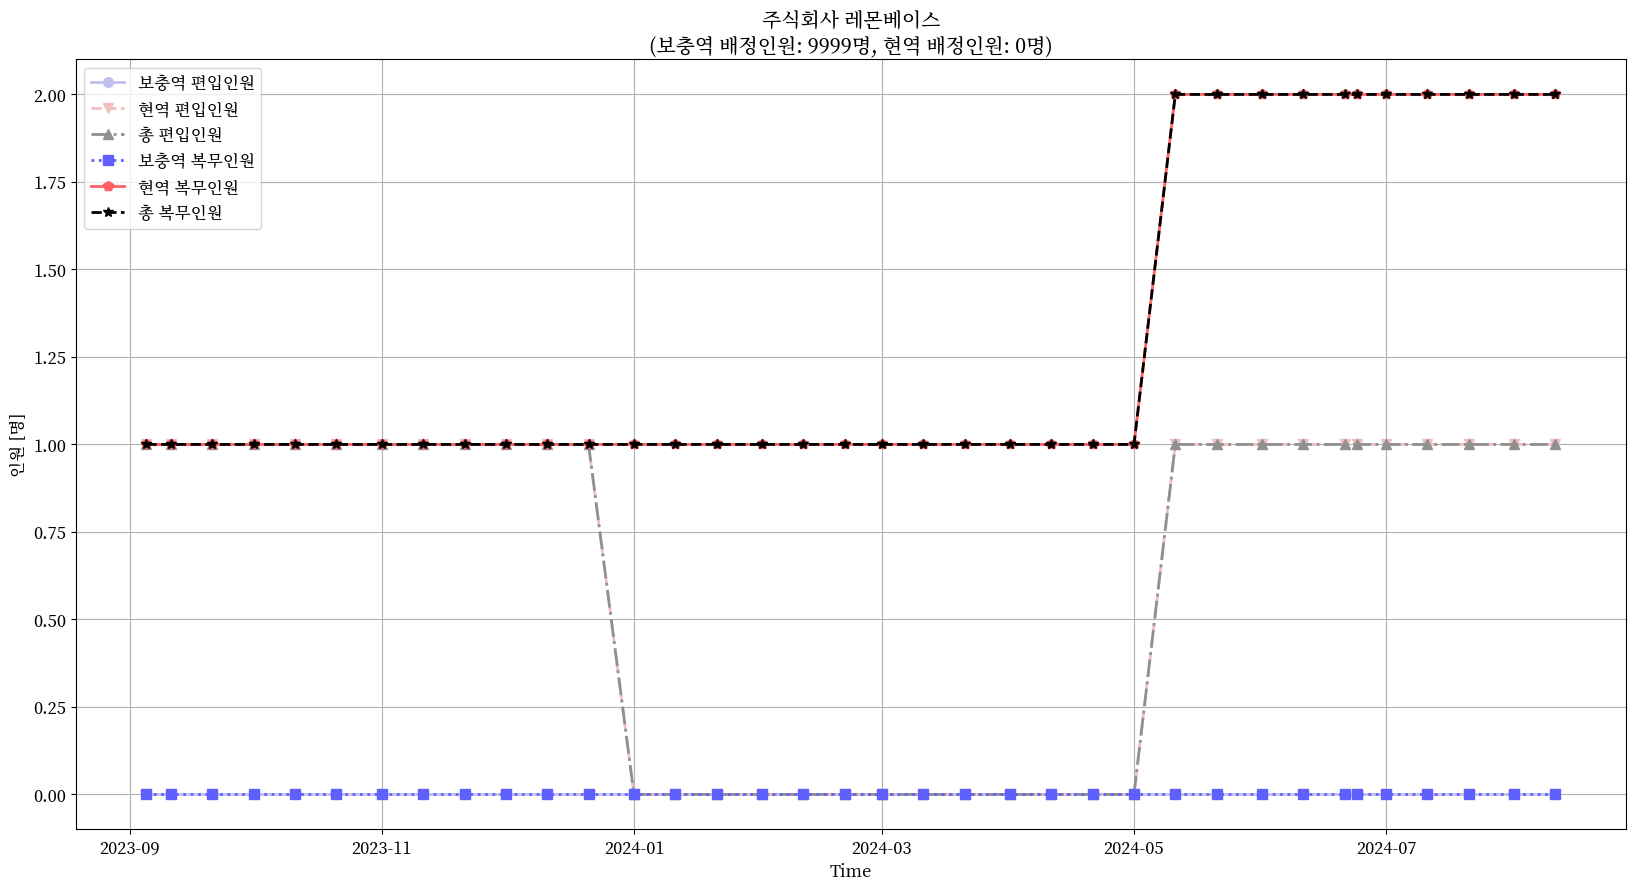 주식회사 레몬베이스
(보충역 배정인원: 9999명, 현역 배정인원: 0명)
보충역 편입인원
현역 편입인원
총 편입인원
보충역 복무인원
현역 복무인원
총 복무인원
2.00
1.75
1.50
1.25
1.00
0.75
0.50
0.25
0.00
인원 [명]
2023-09 2023-11 2024-01 2024-03 2024-05 2024-07
Time